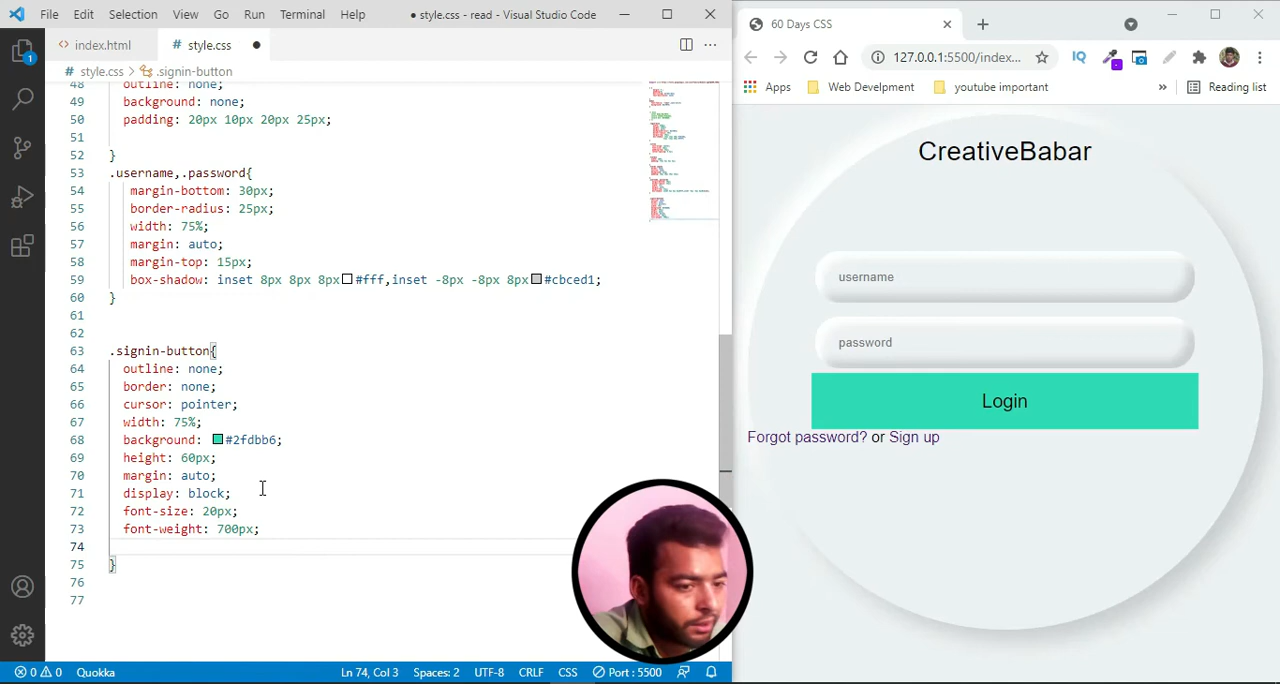 File Edit Selection View Go Run Terminal Help ● style.css - read - Visual Studio Code
<> index.html # style.css ●
# style.css > .signin-button
48 outline: none;
49 background: none;
50 padding: 20px 10px 20px 25px;
51
52 }
53 .username,.password{
54 margin-bottom: 30px;
55 border-radius: 25px;
56 width: 75%;
57 margin: auto;
58 margin-top: 15px;
59 box-shadow: inset 8px 8px 8px #fff,inset -8px -8px 8px #cbced1;
60 }
61
62
63 .signin-button{
64 outline: none;
65 border: none;
66 cursor: pointer;
67 width: 75%;
68 background: #2fdbb6;
69 height: 60px;
70 margin: auto;
71 display: block;
72 font-size: 20px;
73 font-weight: 700px;
74
75 }
76
77
1
0 0 Quokka Ln 74, Col 3 Spaces: 2 UTF-8 CRLF CSS Port : 5500
60 Days CSS
127.0.0.1:5500/index... IQ
Apps Web Develpment youtube important » Reading list
CreativeBabar
username
password
Login
Forgot password? or Sign up